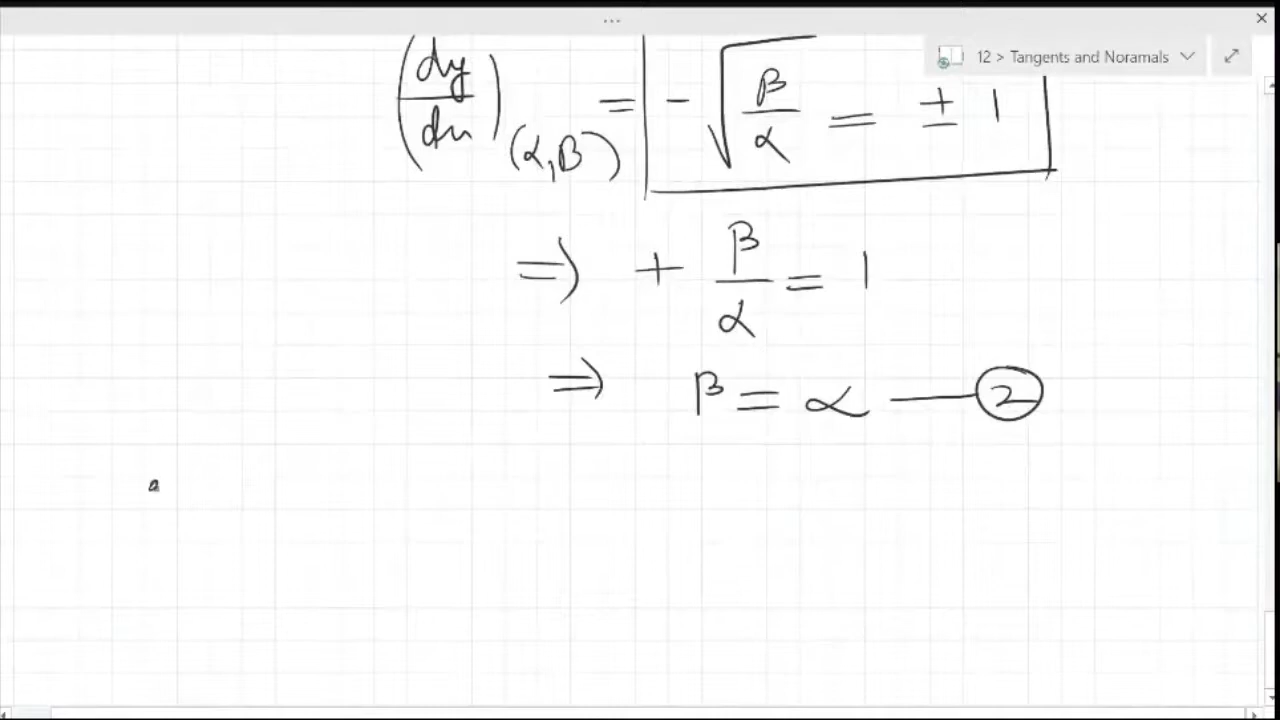 ...
12 > Tangents and Noramals
(dy/dx)(α,β) = -√(β/α) = ±1
⇒ + β/α = 1
⇒ β = α — ②